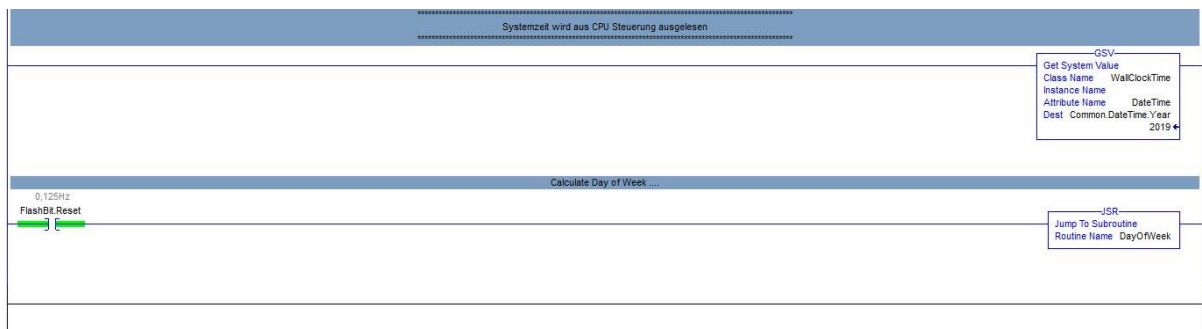 ****************************************************************************************************
Systemzeit wird aus CPU Steuerung ausgelesen
****************************************************************************************************
GSV
Get System Value
Class Name WallClockTime
Instance Name
Attribute Name DateTime
Dest Common.DateTime.Year
2019
Calculate Day of Week ....
0,125Hz
FlashBit.Reset
JSR
Jump To Subroutine
Routine Name DayOfWeek